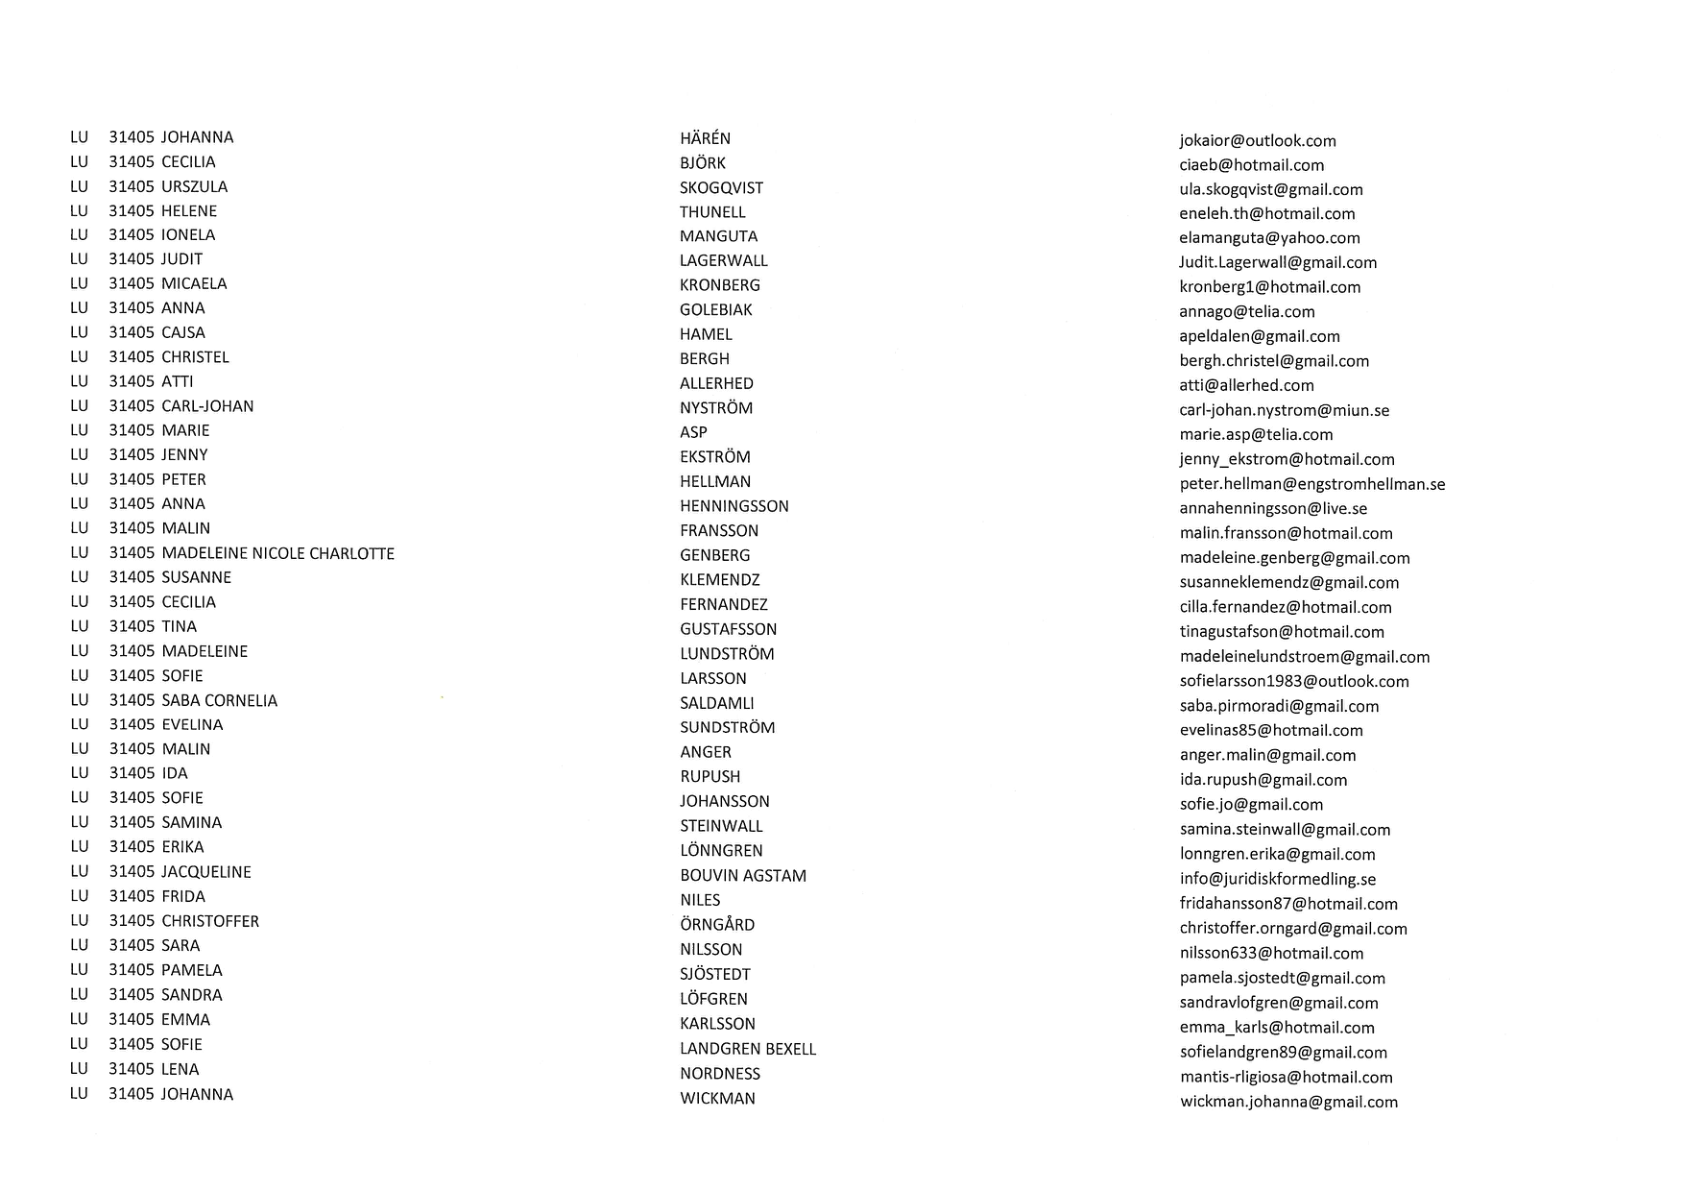 LU 31405 JOHANNA HÄRÉN jokaior@outlook.com
LU 31405 CECILIA BJÖRK ciaeb@hotmail.com
LU 31405 URSZULA SKOGQVIST ula.skogqvist@gmail.com
LU 31405 HELENE THUNELL eneleh.th@hotmail.com
LU 31405 IONELA MANGUTA elamanguta@yahoo.com
LU 31405 JUDIT LAGERWALL Judit.Lagerwall@gmail.com
LU 31405 MICAELA KRONBERG kronberg1@hotmail.com
LU 31405 ANNA GOLEBIAK annago@telia.com
LU 31405 CAJSA HAMEL apeldalen@gmail.com
LU 31405 CHRISTEL BERGH bergh.christel@gmail.com
LU 31405 ATTI ALLERHED atti@allerhed.com
LU 31405 CARL-JOHAN NYSTRÖM carl-johan.nystrom@miun.se
LU 31405 MARIE ASP marie.asp@telia.com
LU 31405 JENNY EKSTRÖM jenny_ekstrom@hotmail.com
LU 31405 PETER HELLMAN peter.hellman@engstromhellman.se
LU 31405 ANNA HENNINGSSON annahenningsson@live.se
LU 31405 MALIN FRANSSON malin.fransson@hotmail.com
LU 31405 MADELEINE NICOLE CHARLOTTE GENBERG madeleine.genberg@gmail.com
LU 31405 SUSANNE KLEMENDZ susanneklemendz@gmail.com
LU 31405 CECILIA FERNANDEZ cilla.fernandez@hotmail.com
LU 31405 TINA GUSTAFSSON tinagustafson@hotmail.com
LU 31405 MADELEINE LUNDSTRÖM madeleinelundstroem@gmail.com
LU 31405 SOFIE LARSSON sofielarsson1983@outlook.com
LU 31405 SABA CORNELIA SALDAMLI saba.pirmoradi@gmail.com
LU 31405 EVELINA SUNDSTRÖM evelinas85@hotmail.com
LU 31405 MALIN ANGER anger.malin@gmail.com
LU 31405 IDA RUPUSH ida.rupush@gmail.com
LU 31405 SOFIE JOHANSSON sofie.jo@gmail.com
LU 31405 SAMINA STEINWALL samina.steinwall@gmail.com
LU 31405 ERIKA LÖNNGREN lonngren.erika@gmail.com
LU 31405 JACQUELINE BOUVIN AGSTAM info@juridiskformedling.se
LU 31405 FRIDA NILES fridahansson87@hotmail.com
LU 31405 CHRISTOFFER ÖRNGÅRD christoffer.orngard@gmail.com
LU 31405 SARA NILSSON nilsson633@hotmail.com
LU 31405 PAMELA SJÖSTEDT pamela.sjostedt@gmail.com
LU 31405 SANDRA LÖFGREN sandravlofgren@gmail.com
LU 31405 EMMA KARLSSON emma_karls@hotmail.com
LU 31405 SOFIE LANDGREN BEXELL sofielandgren89@gmail.com
LU 31405 LENA NORDNESS mantis-rligiosa@hotmail.com
LU 31405 JOHANNA WICKMAN wickman.johanna@gmail.com